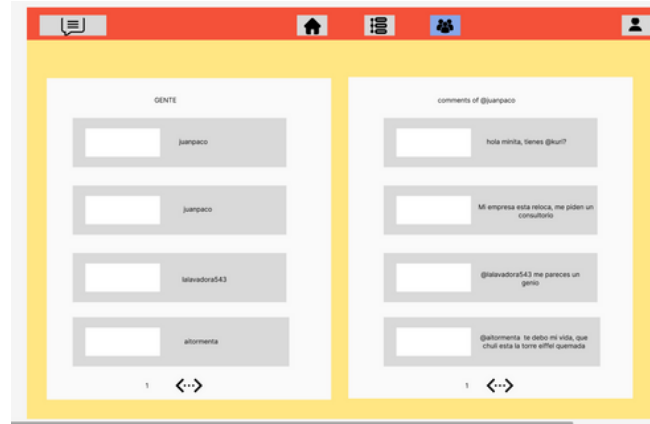 GENTE
juanpaco
juanpaco
lalavadora543
aitormenta
1
comments of @juanpaco
hola minita, tienes @kuri?
Mi empresa esta reloca, me piden un
consultorio
@lalavadora543 me pareces un
genio
@aitormenta te debo mi vida, que
chuli esta la torre eiffel quemada
1